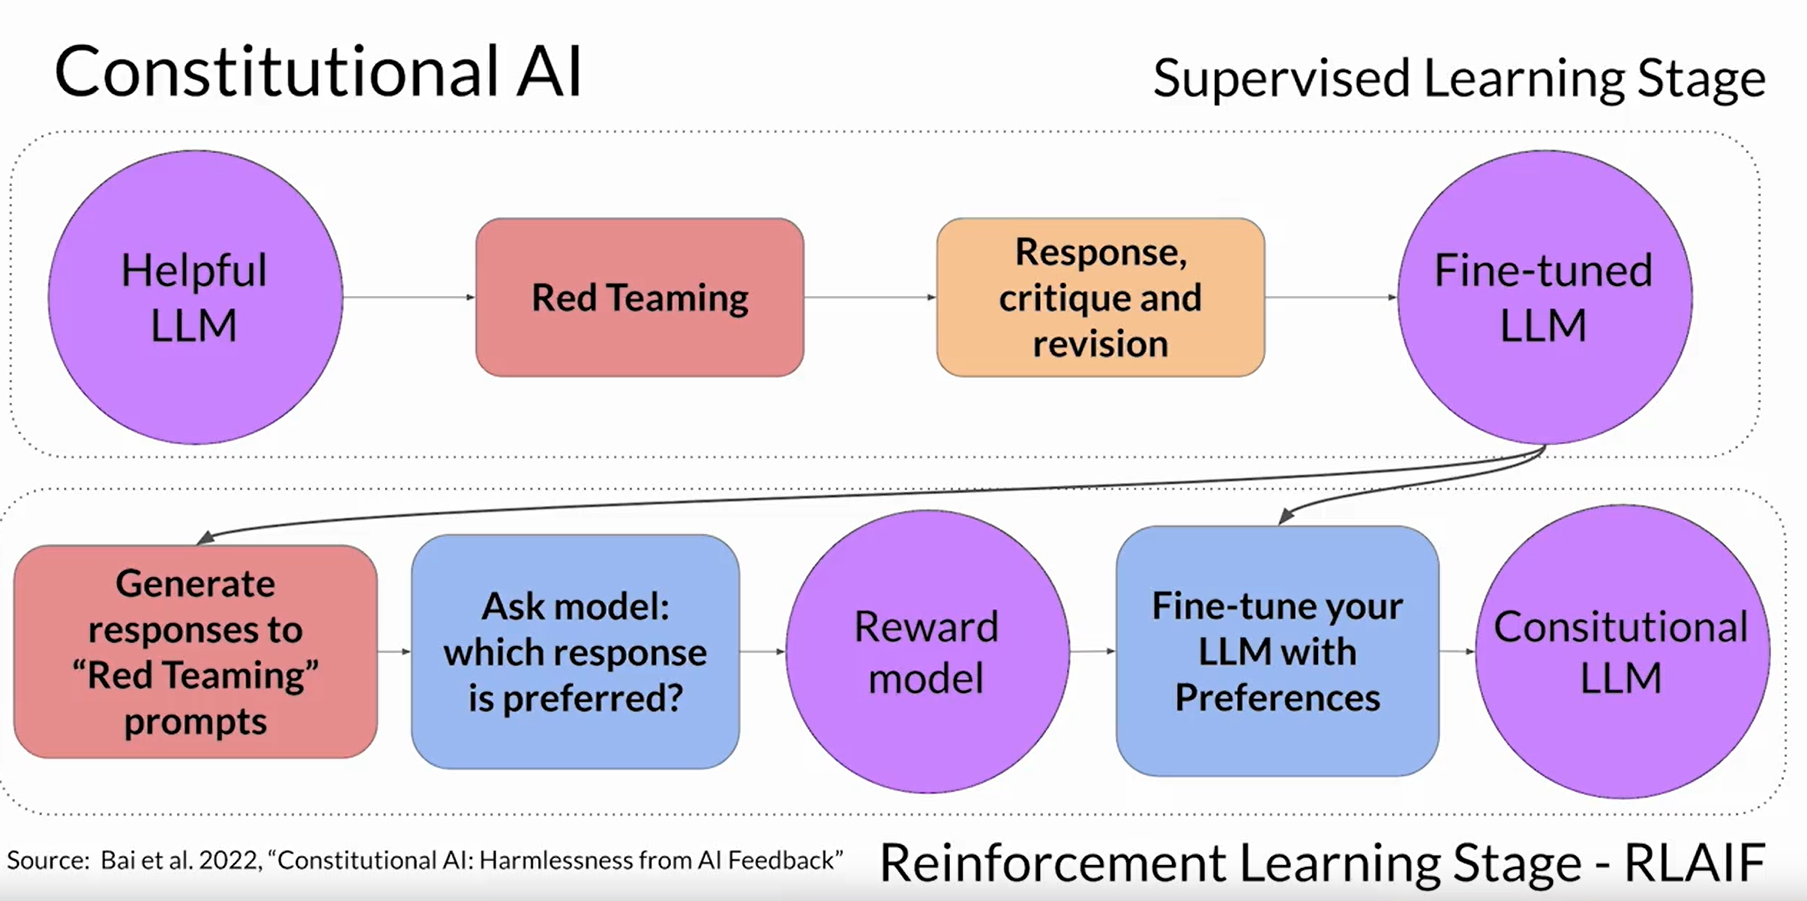 Constitutional AI
Supervised Learning Stage
Helpful
LLM
Red Teaming
Response,
critique and
revision
Fine-tuned
LLM
Generate
responses to
“Red Teaming”
prompts
Ask model:
which response
is preferred?
Reward
model
Fine-tune your
LLM with
Preferences
Consitutional
LLM
Source: Bai et al. 2022, “Constitutional AI: Harmlessness from AI Feedback”
Reinforcement Learning Stage - RLAIF